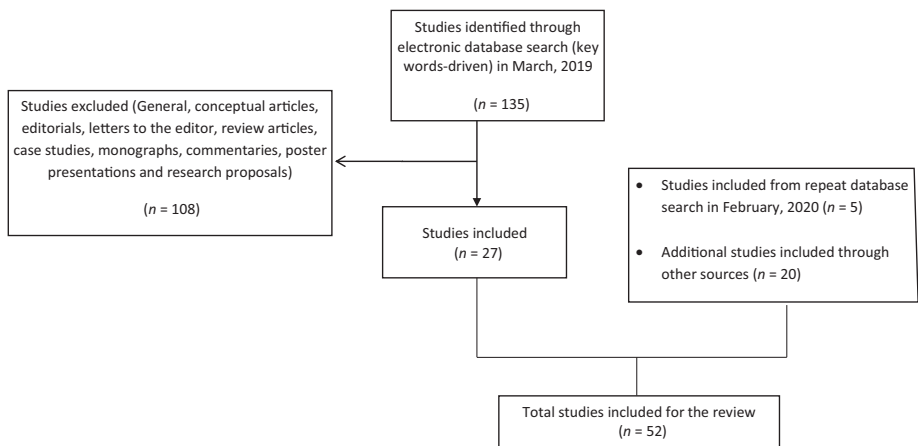 Studies identified through
electronic database search (key
words-driven) in March, 2019
(n = 135)
Studies excluded (General, conceptual articles,
editorials, letters to the editor, review articles,
case studies, monographs, commentaries, poster
presentations and research proposals)
(n = 108)
Studies included
(n = 27)
• Studies included from repeat database
search in February, 2020 (n = 5)
• Additional studies included through
other sources (n = 20)
Total studies included for the review
(n = 52)